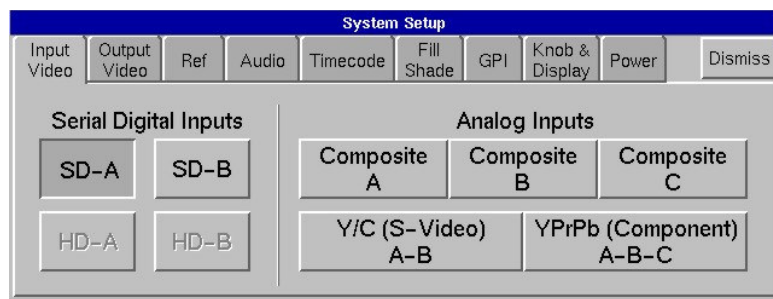 System Setup
Input Video
Output Video
Ref
Audio
Timecode
Fill Shade
GPI
Knob & Display
Power
Dismiss
Serial Digital Inputs
Analog Inputs
SD-A
SD-B
Composite A
Composite B
Composite C
HD-A
HD-B
Y/C (S-Video) A-B
YPrPb (Component) A-B-C